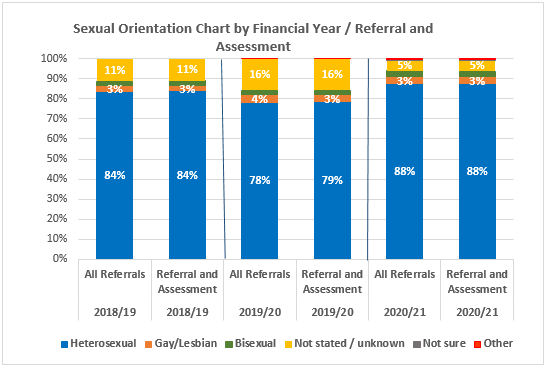 Sexual Orientation Chart by Financial Year / Referral and
Assessment
100%
90%
80%
70%
60%
50%
40%
30%
20%
10%
0%
11% 11% 16% 16% 5% 5%
3% 3% 4% 3% 3% 3%
84% 84% 78% 79% 88% 88%
All Referrals Referral and All Referrals Referral and All Referrals Referral and
Assessment Assessment Assessment
2018/19 2018/19 2019/20 2019/20 2020/21 2020/21
Heterosexual Gay/Lesbian Bisexual Not stated / unknown Not sure Other